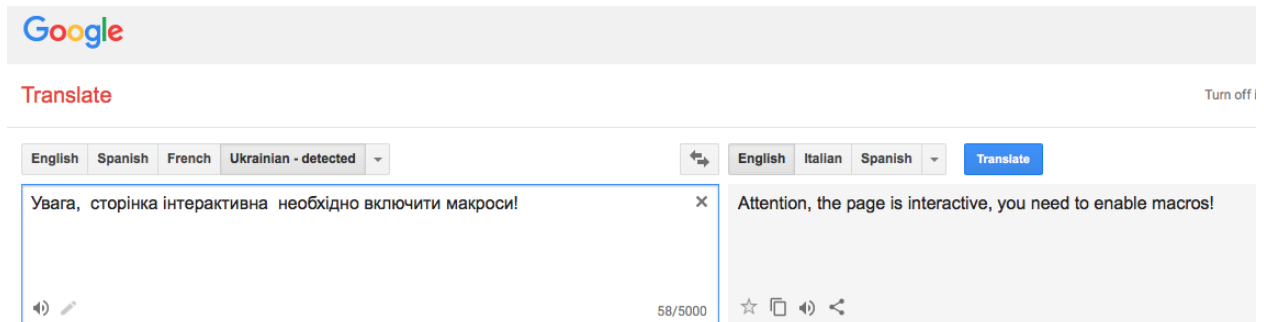 Google
Translate
Turn off i
English Spanish French Ukrainian - detected
English Italian Spanish Translate
Увага,  сторінка інтерактивна  необхідно включити макроси!
Attention, the page is interactive, you need to enable macros!
58/5000